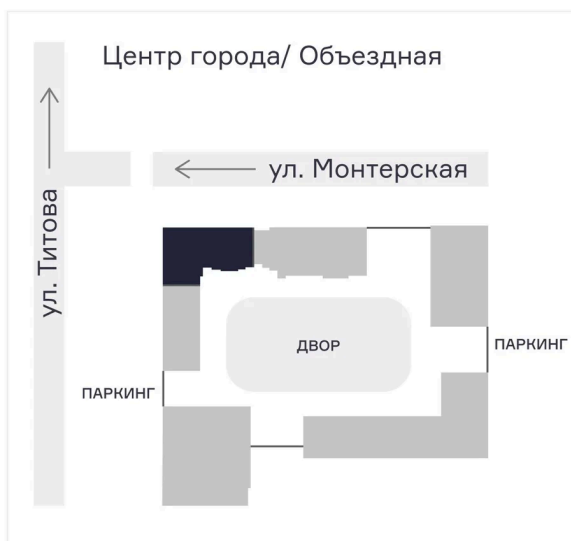 Центр города/ Объездная
ул. Монтерская
ул. Титова
ДВОР
ПАРКИНГ
ПАРКИНГ